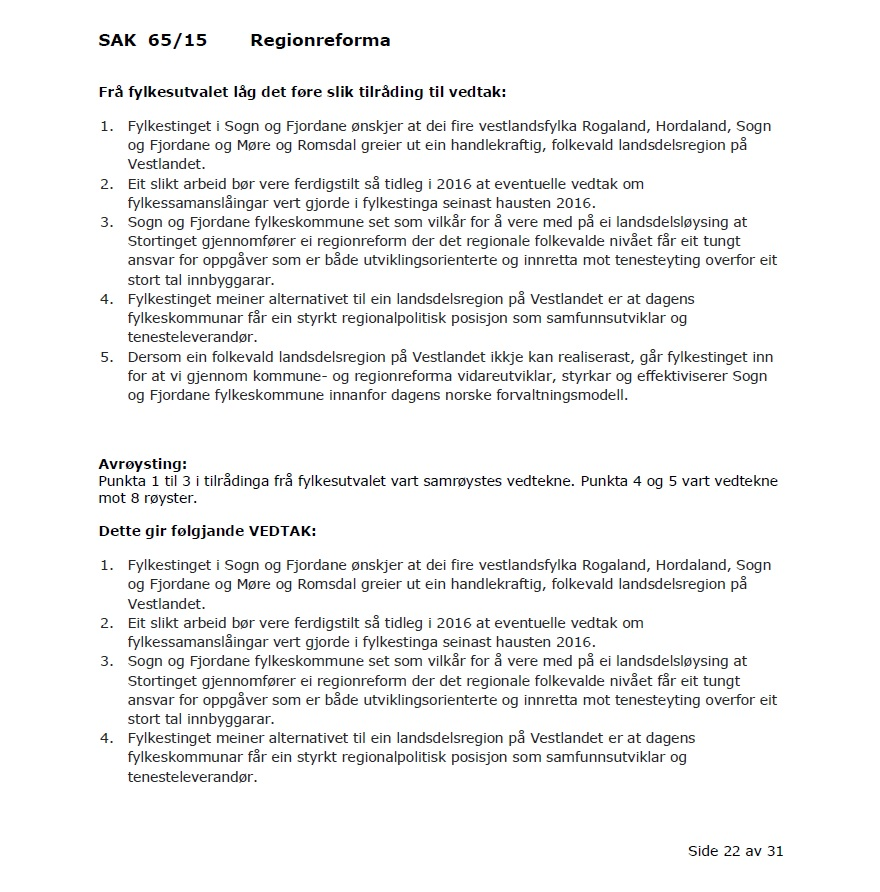 SAK 65/15 Regionreforma
Frå fylkesutvalet låg det føre slik tilråding til vedtak:
1. Fylkestinget i Sogn og Fjordane ønskjer at dei fire vestlandsfylka Rogaland, Hordaland, Sogn
og Fjordane og Møre og Romsdal greier ut ein handlekraftig, folkevald landsdelsregion på
Vestlandet.
2. Eit slikt arbeid bør vere ferdigstilt så tidleg i 2016 at eventuelle vedtak om
fylkessamanslåingar vert gjorde i fylkestinga seinast hausten 2016.
3. Sogn og Fjordane fylkeskommune set som vilkår for å vere med på ei landsdelsløysing at
Stortinget gjennomfører ei regionreform der det regionale folkevalde nivået får eit tungt
ansvar for oppgåver som er både utviklingsorienterte og innretta mot tenesteyting overfor eit
stort tal innbyggarar.
4. Fylkestinget meiner alternativet til ein landsdelsregion på Vestlandet er at dagens
fylkeskommunar får ein styrkt regionalpolitisk posisjon som samfunnsutviklar og
tenesteleverandør.
5. Dersom ein folkevald landsdelsregion på Vestlandet ikkje kan realiserast, går fylkestinget inn
for at vi gjennom kommune- og regionreforma vidareutviklar, styrkar og effektiviserer Sogn
og Fjordane fylkeskommune innanfor dagens norske forvaltningsmodell.
Avrøysting:
Punkta 1 til 3 i tilrådinga frå fylkesutvalet vart samrøystes vedtekne. Punkta 4 og 5 vart vedtekne
mot 8 røyster.
Dette gir følgjande VEDTAK:
1. Fylkestinget i Sogn og Fjordane ønskjer at dei fire vestlandsfylka Rogaland, Hordaland, Sogn
og Fjordane og Møre og Romsdal greier ut ein handlekraftig, folkevald landsdelsregion på
Vestlandet.
2. Eit slikt arbeid bør vere ferdigstilt så tidleg i 2016 at eventuelle vedtak om
fylkessamanslåingar vert gjorde i fylkestinga seinast hausten 2016.
3. Sogn og Fjordane fylkeskommune set som vilkår for å vere med på ei landsdelsløysing at
Stortinget gjennomfører ei regionreform der det regionale folkevalde nivået får eit tungt
ansvar for oppgåver som er både utviklingsorienterte og innretta mot tenesteyting overfor eit
stort tal innbyggarar.
4. Fylkestinget meiner alternativet til ein landsdelsregion på Vestlandet er at dagens
fylkeskommunar får ein styrkt regionalpolitisk posisjon som samfunnsutviklar og
tenesteleverandør.
Side 22 av 31